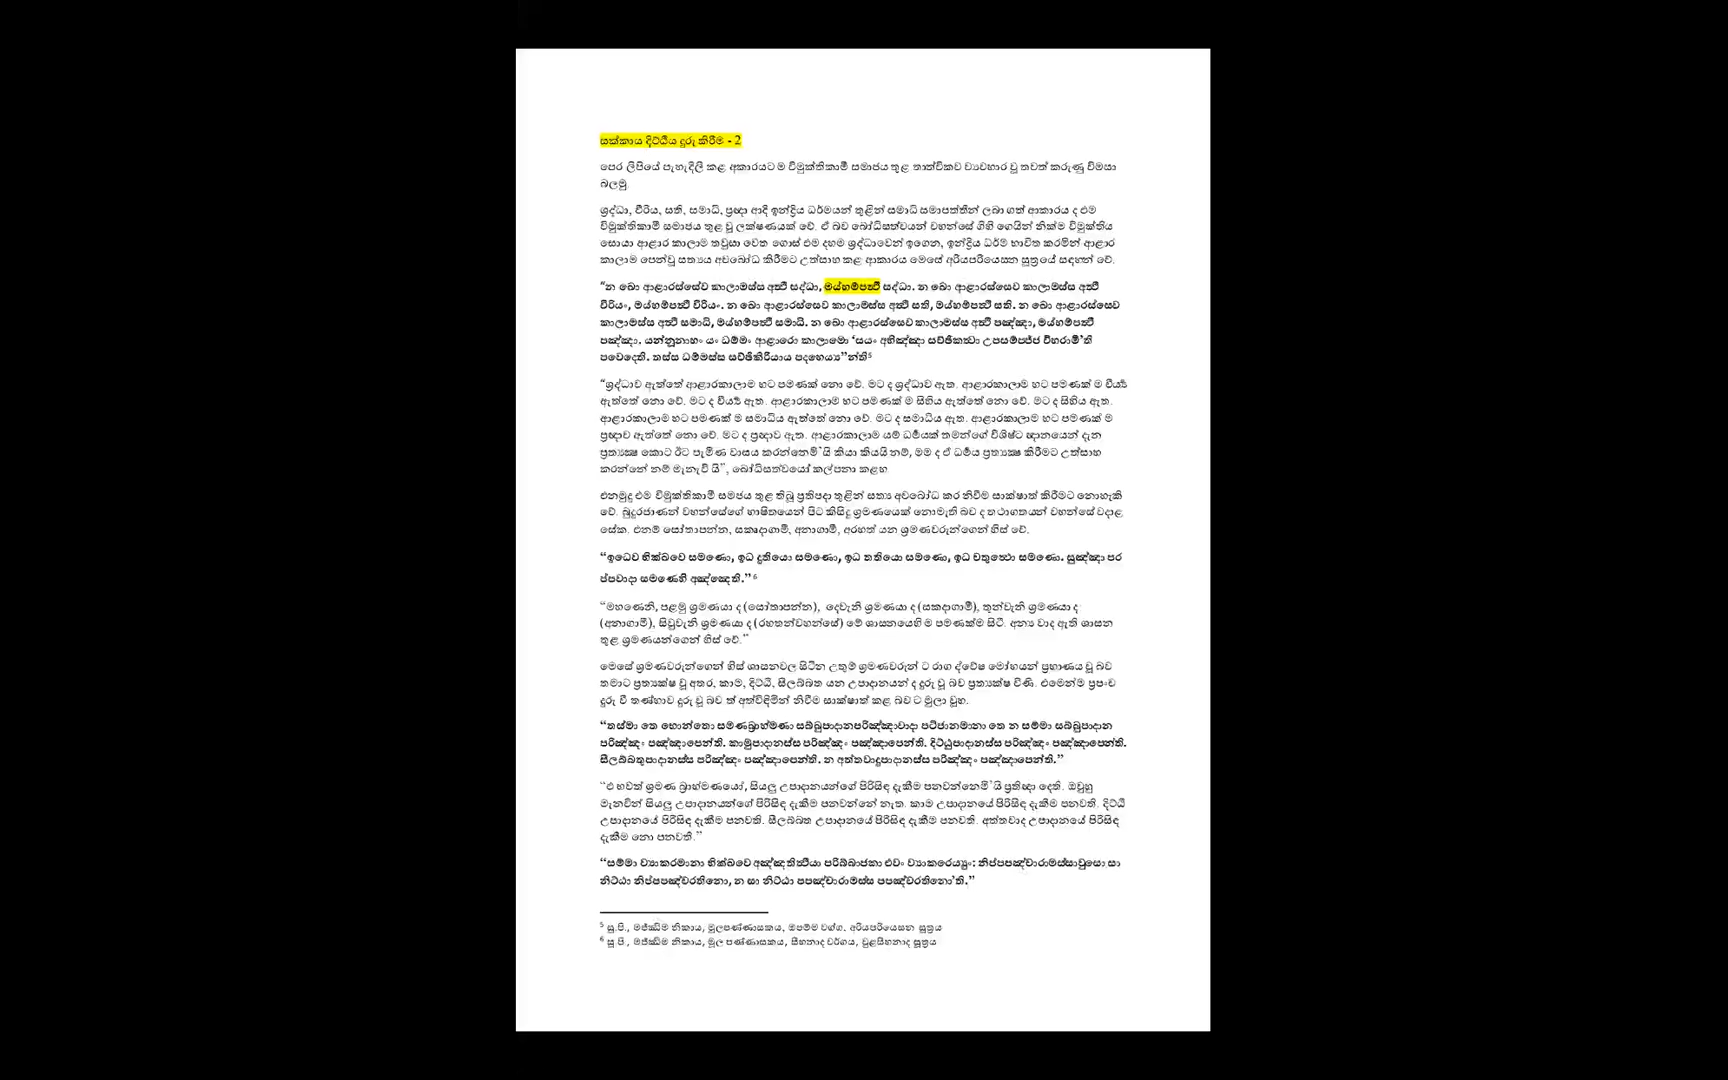 සක්කාය දිට්ඨිය දුරු කිරීම - 2
පෙර ලිපියේ පැහැදිලි කළ අකාරයට ම විමුක්තිකාමී සමාජය තුළ තාත්විකව ව්‍යවහාර වූ තවත් කරුණු විමසා
බලමු.
ශ්‍රද්ධා, වීරිය, සති, සමාධි, ප්‍රඥා ආදි ඉන්ද්‍රිය ධර්මයන් තුළින් සමාධි සමාපත්තීන් ලබා ගත් ආකාරය ද එම
විමුක්තිකාමී සමාජය තුළ වූ ලක්ෂණයක් වේ. ඒ බව බෝධිසත්වයන් වහන්සේ ගිහි ගෙයින් නික්ම විමුක්තිය
සොයා ආළාර කාලාම තවුසා වෙත ගොස් එම දහම ශ්‍රද්ධාවෙන් ඉගෙන, ඉන්ද්‍රිය ධර්ම භාවිත කරමින් ආළාර
කාලාම පෙන්වූ සත්‍යය අවබෝධ කිරීමට උත්සාහ කළ ආකාරය මෙසේ අරියපරියෙසන සූත්‍රයේ සඳහන් වේ.
“න ඛො ආළාරස්සේව කාලාමස්ස අත්‍ථි සද්ධා, මය්හම්පත්‍ථි සද්ධා. න ඛො ආළාරස්සෙව කාලාමස්ස අත්‍ථි
විරියං, මය්හම්පත්‍ථි විරියං. න ඛො ආළාරස්සෙව කාලාමස්ස අත්‍ථි සති, මය්හම්පත්‍ථි සති. න ඛො ආළාරස්සෙව
කාලාමස්ස අත්‍ථි සමාධි, මය්හම්පත්‍ථි සමාධි. න ඛො ආළාරස්සෙව කාලාමස්ස අත්‍ථි පඤ්ඤා, මය්හම්පත්‍ථි
පඤ්ඤා. යන්නූනාහං යං ධම්මං ආළාරො කාලාමො ‘සයං අභිඤ්ඤා සච්ඡිකත්‍වා උපසම්පජ්ජ විහරාමී’ති
පවෙදෙති. තස්ස ධම්මස්ස සච්ඡිකිරියාය පදහෙය්‍ය”න්ති⁵
“ශ්‍රද්ධාව ඇත්තේ ආළාරකාලාම හට පමණක් නො වේ. මට ද ශ්‍රද්ධාව ඇත. ආළාරකාලාම හට පමණක් ම වීර්‍ය්‍යය
ඇත්තේ නො වේ. මට ද වීර්‍ය්‍යය ඇත. ආළාරකාලාම හට පමණක් ම සිහිය ඇත්තේ නො වේ. මට ද සිහිය ඇත.
ආළාරකාලාම හට පමණක් ම සමාධිය ඇත්තේ නො වේ. මට ද සමාධිය ඇත. ආළාරකාලාම හට පමණක් ම
ප්‍රඥාව ඇත්තේ නො වේ. මට ද ප්‍රඥාව ඇත. ආළාරකාලාම යම් ධර්‍මයක් තමන්ගේ විශිෂ්ට ඥානයෙන් දැන
ප්‍රත්‍යක්‍ෂ කොට ඊට පැමිණ වාසය කරන්නෙමි`යි කියා කියයි නම්, මම ද ඒ ධර්‍මය ප්‍රත්‍යක්‍ෂ කිරීමට උත්සාහ
කරන්නේ නම් මැනැවි යි”, බෝධිසත්වයෝ කල්පනා කළහ.
එනමුදු එම විමුක්තිකාමී සමජය තුළ තිබූ ප්‍රතිපදා තුළින් සත්‍ය අවබෝධ කර නිවීම සාක්ෂාත් කිරීමට නොහැකි
වේ. බුදුරජාණන් වහන්සේගේ භාෂිතයෙන් පිට කිසිදු ශ්‍රමණයෙක් නොමැති බව ද තථාගතයන් වහන්සේ වදාළ
සේක. එනම් සෝතාපන්න, සකෘදාගාමී, අනාගාමී, අරහත් යන ශ්‍රමණවරුන්ගෙන් හිස් වේ.
“ඉධෙව භික්ඛවෙ සමණො, ඉධ දුතියො සමණො, ඉධ තතියො සමණො, ඉධ චතුත්‍ථො සමණො. සුඤ්ඤා පර
ප්පවාදා සමණෙහි අඤ්ඤෙති.” ⁶
“මහණෙනි, පළමු ශ්‍රමණයා ද (සෝතාපන්න), දෙවැනි ශ්‍රමණයා ද (සකදාගාමී), තුන්වැනි ශ්‍රමණයා ද
(අනාගාමී), සිවුවැනි ශ්‍රමණයා ද (රහතන්වහන්සේ) මේ ශාසනයෙහි ම පමණක්ම සිටී. අන්‍ය වාද ඇති ශාසන
තුළ ශ්‍රමණයන්ගෙන් හිස් වේ.”
මෙසේ ශ්‍රමණවරුන්ගෙන් හිස් ශාසනවල සිටින උතුම් ශ්‍රමණවරුන් ට රාග ද්වේෂ මෝහයන් ප්‍රහාණය වූ බව
තමාට ප්‍රත්‍යක්ෂ වූ අතර, කාම, දිට්ඨි, සීලබ්බත යන උපාදානයන් ද දුරු වූ බව ප්‍රත්‍යක්ෂ විණි. එමෙන්ම ප්‍රපංච
දුරු වී තණ්හාව දුරු වූ බව ත් අත්විඳිමින් නිවීම සාක්ෂාත් කළ බව ට මුලා වූහ.
“තස්මා තෙ භොන්තො සමණබ්‍රාහ්මණා සබ්බුපාදානපරිඤ්ඤාවාදා පටිජානමානා තෙ න සම්මා සබ්බුපාදාන
පරිඤ්ඤං පඤ්ඤාපෙන්ති. කාමුපාදානස්ස පරිඤ්ඤං පඤ්ඤාපෙන්ති. දිට්ඨුපාදානස්ස පරිඤ්ඤං පඤ්ඤාපෙන්ති.
සීලබ්බතුපාදානස්ස පරිඤ්ඤං පඤ්ඤාපෙන්ති. න අත්තවාදුපාදානස්ස පරිඤ්ඤං පඤ්ඤාපෙන්ති.”
“එ භවත් ශ්‍රමණ බ්‍රාහ්මණයෝ, සියලු උපාදානයන්ගේ පිරිසිඳ දැකීම පනවන්නෙමි`යි ප්‍රතිඥා දෙති. ඔවුහු
මැනවින් සියලු උපාදානයන්ගේ පිරිසිඳ දැකීම පනවන්නේ නැත. කාම උපාදානයේ පිරිසිඳ දැකීම පනවති. දිට්ඨි
උපාදානයේ පිරිසිඳ දැකීම පනවති. සීලබ්බත උපාදානයේ පිරිසිඳ දැකීම පනවති. අත්තවාද උපාදානයේ පිරිසිඳ
දැකීම නො පනවති.”
“සම්මා ව්‍යාකරමානා භික්ඛවෙ අඤ්ඤතිත්‍ථියා පරිබ්බාජකා එවං ව්‍යාකරෙය්‍යුං: නිප්පපඤ්චාරාමස්සාවුසො සා
නිට්ඨා නිප්පපඤ්චරතිනො, න සා නිට්ඨා පපඤ්චාරාමස්ස පපඤ්චරතිනො’ති.”
⁵ සූ.පි., මජ්ඣිම නිකාය, මූලපණ්ණාසකය, ඔපම්ම වග්ග. අරියපරියෙසන සූත්‍රය
⁶ සූ.පි., මජ්ඣිම නිකාය, මූල පණ්ණාසකය, සීහනාද වර්ගය, චූළසීහනාද සූත්‍රය